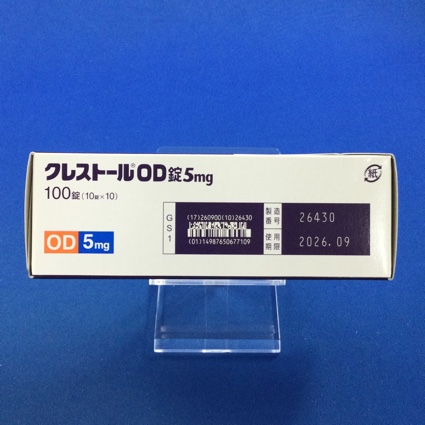 クレストール®OD錠5mg
100錠(10錠×10)
OD 5mg
GS1
(17)260900(10)26430
(01)14987650677109
製造番号 26430
使用期限 2026.09
紙